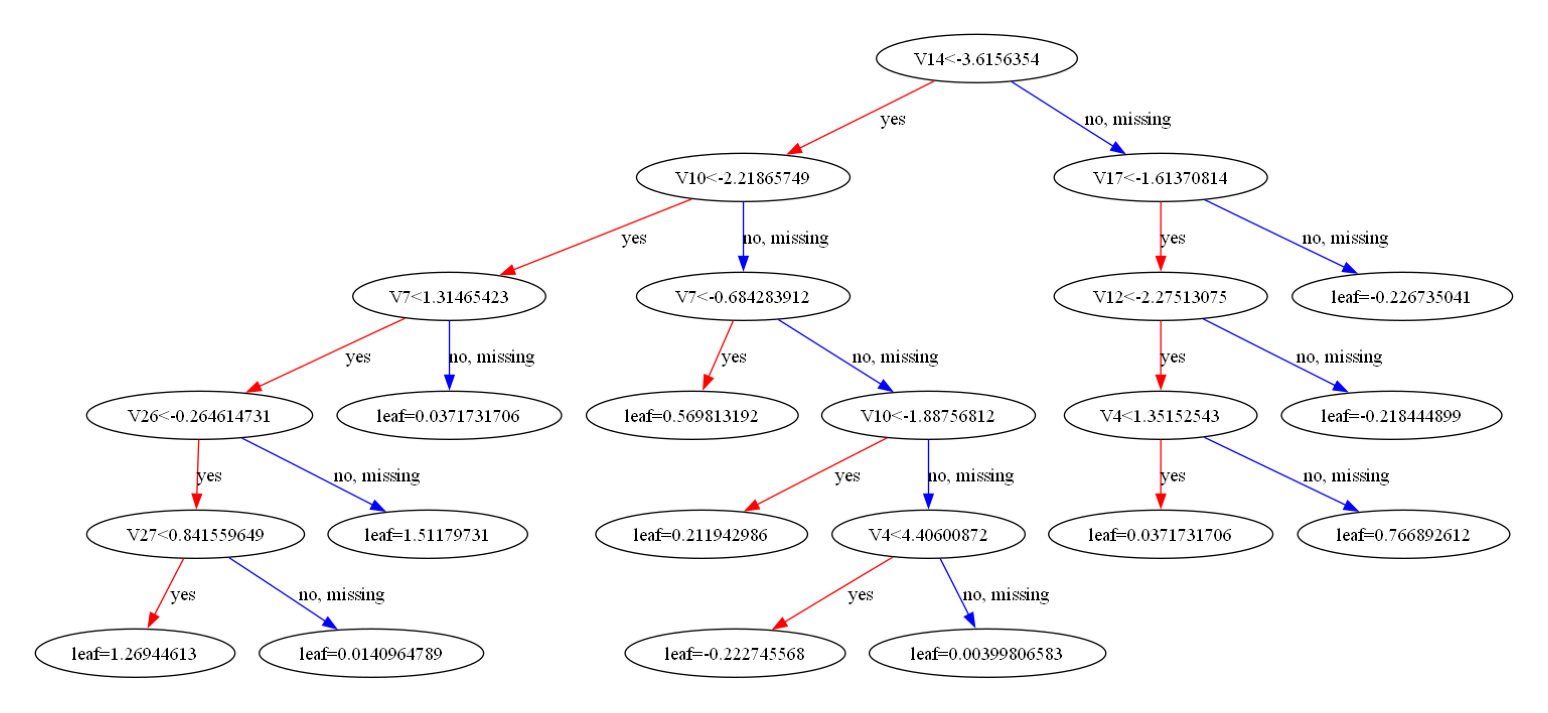 V14<-3.6156354
yes
no, missing
V10<-2.21865749
V17<-1.61370814
yes
no, missing
yes
no, missing
V7<1.31465423
V7<-0.684283912
V12<-2.27513075
leaf=-0.226735041
yes
no, missing
yes
no, missing
yes
no, missing
V26<-0.264614731
leaf=0.0371731706
leaf=0.569813192
V10<-1.88756812
V4<1.35152543
leaf=-0.218444899
yes
no, missing
yes
no, missing
yes
no, missing
V27<0.841559649
leaf=1.51179731
leaf=0.211942986
V4<4.40600872
leaf=0.0371731706
leaf=0.766892612
yes
no, missing
yes
no, missing
leaf=1.26944613
leaf=0.0140964789
leaf=-0.222745568
leaf=0.00399806583